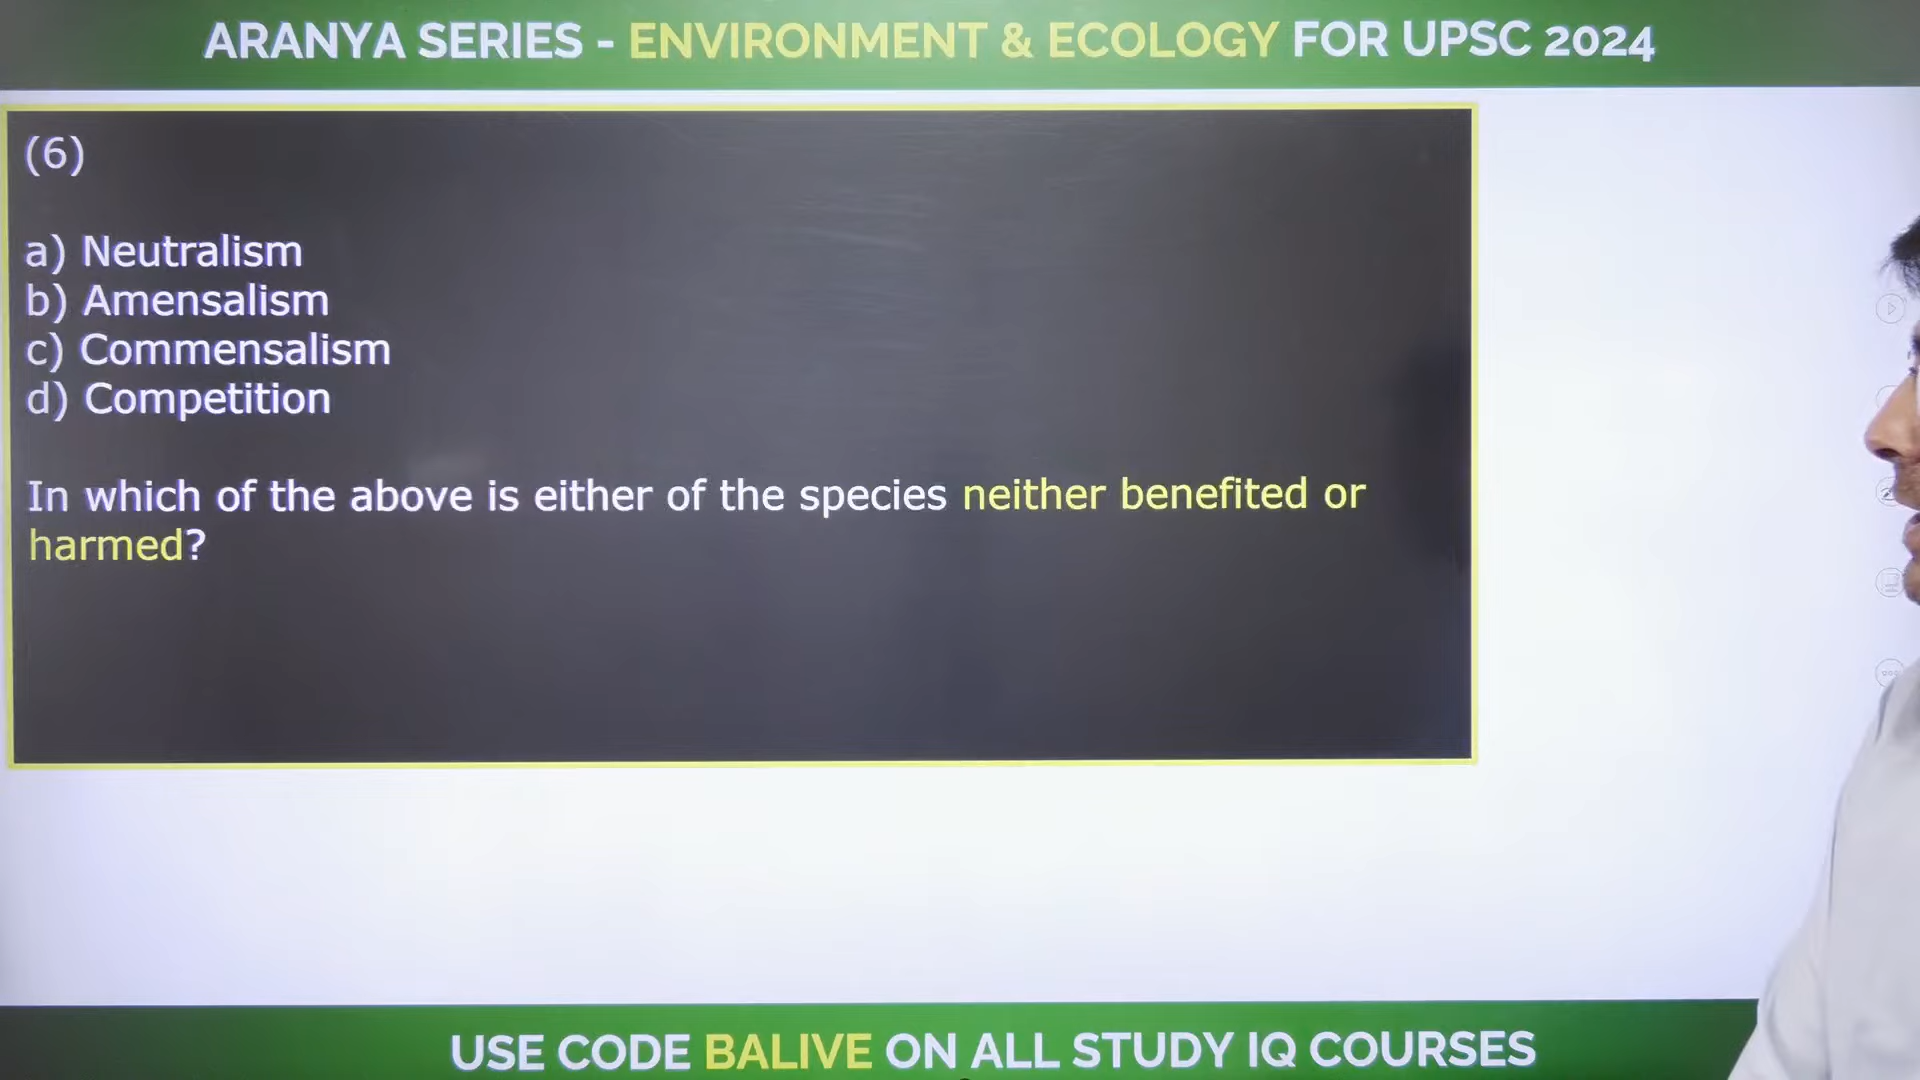 ARANYA SERIES - ENVIRONMENT & ECOLOGY FOR UPSC 2024
(6)
a) Neutralism
b) Amensalism
c) Commensalism
d) Competition
In which of the above is either of the species neither benefited or
harmed?
USE CODE BALIVE ON ALL STUDY IQ COURSES